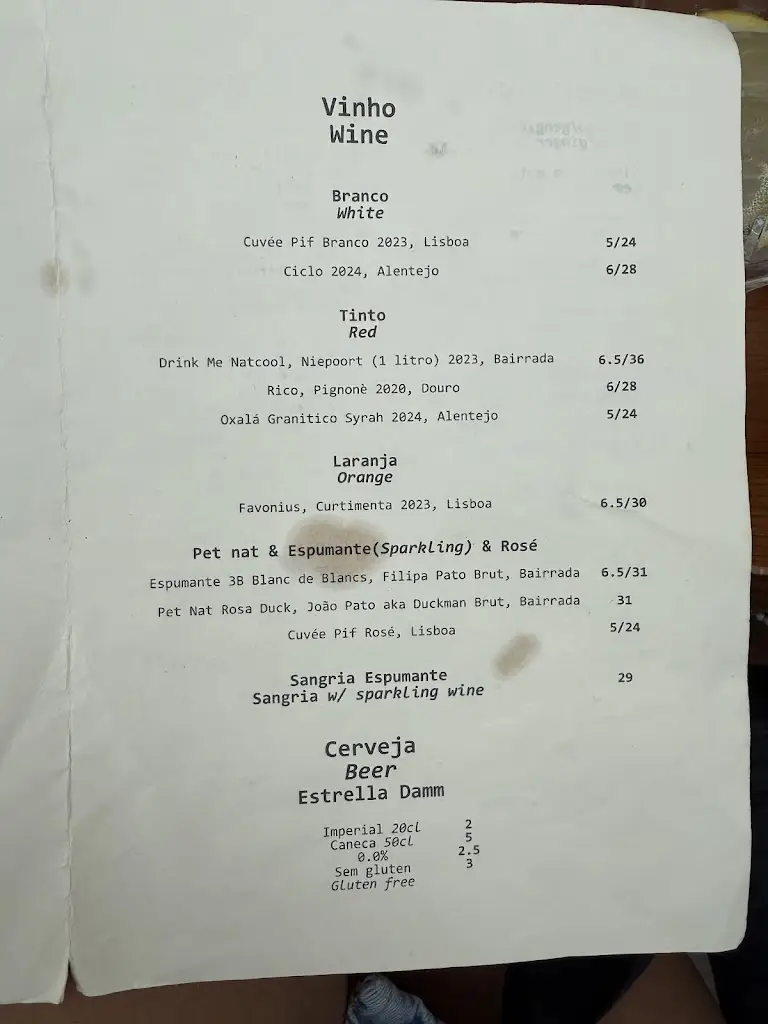 Vinho
Wine
Branco
White
Cuvée Pif Branco 2023, Lisboa 5/24
Ciclo 2024, Alentejo 6/28
Tinto
Red
Drink Me Natcool, Niepoort (1 litro) 2023, Bairrada 6.5/36
Rico, Pignonè 2020, Douro 6/28
Oxalá Granitico Syrah 2024, Alentejo 5/24
Laranja
Orange
Favonius, Curtimenta 2023, Lisboa 6.5/30
Pet nat & Espumante(Sparkling) & Rosé
Espumante 3B Blanc de Blancs, Filipa Pato Brut, Bairrada 6.5/31
Pet Nat Rosa Duck, João Pato aka Duckman Brut, Bairrada 31
Cuvée Pif Rosé, Lisboa 5/24
Sangria Espumante 29
Sangria w/ sparkling wine
Cerveja
Beer
Estrella Damm
Imperial 20cl 2
Caneca 50cl 5
0.0% 2.5
Sem gluten 3
Gluten free